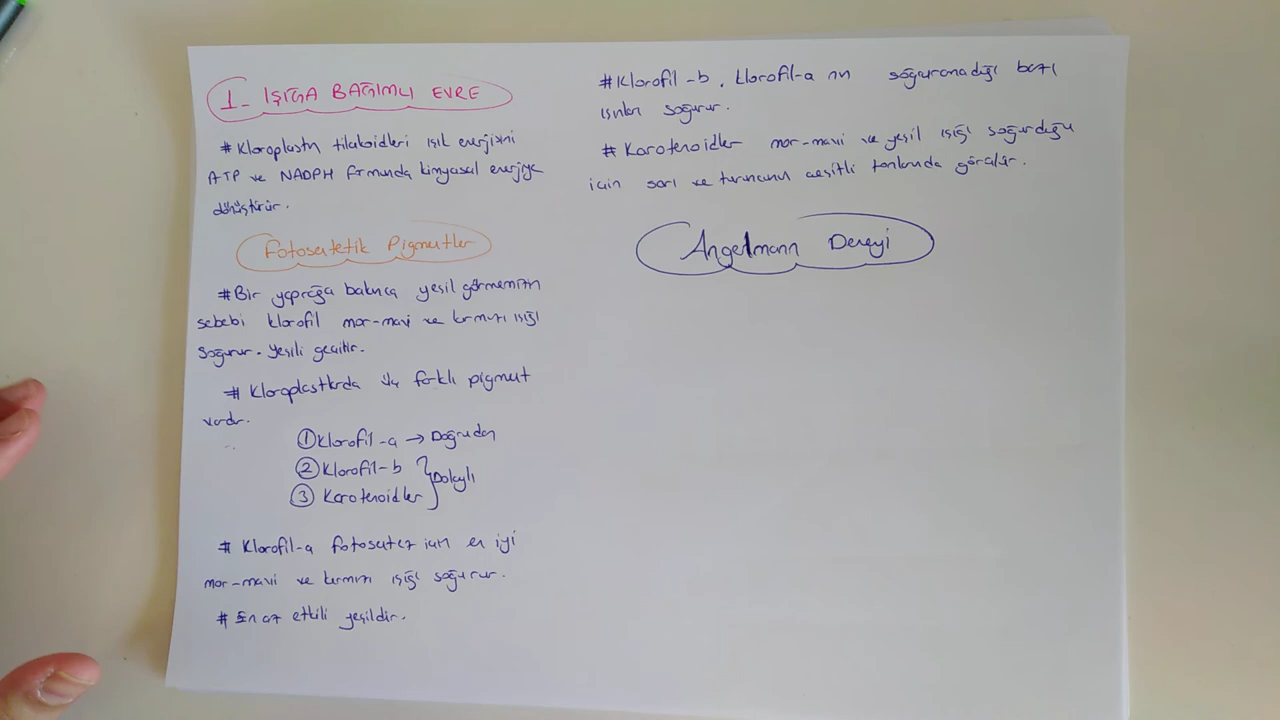 1- IŞIĞA BAĞIMLI EVRE
# Kloroplastın tilakoidleri ışık enerjisini
ATP ve NADPH formunda kimyasal enerjiye
dönüştürür.
Fotosentetik Pigmentler
# Bir yaprağa bakınca yeşil görmemizin
sebebi klorofil mor-mavi ve kırmızı ışığı
soğurur. Yeşili geçirir.
# Kloroplastlarda üç farklı pigment
vardır.
① Klorofil-a → Doğrudan
② Klorofil-b } Dolaylı
③ Karotenoidler
# Klorofil-a fotosentez için en iyi
mor-mavi ve kırmızı ışığı soğurur.
# En az etkili yeşildir.
# Klorofil-b, klorofil-a nın soğuramadığı bazı
ışınları soğurur.
# Karotenoidler mor-mavi ve yeşil ışığı soğurduğu
için sarı ve turuncunun çeşitli tonlarında görülür.
Angelmann Deneyi